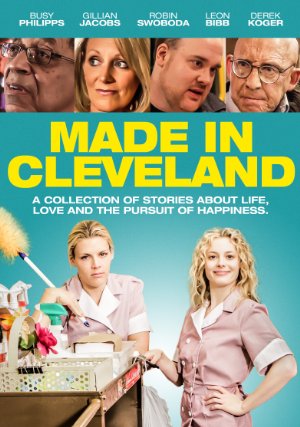 BUSY PHILIPPS
GILLIAN JACOBS
ROBIN SWOBODA
LEON BIBB
DEREK KOGER
MADE IN
CLEVELAND
A COLLECTION OF STORIES ABOUT LIFE,
LOVE AND THE PURSUIT OF HAPPINESS.